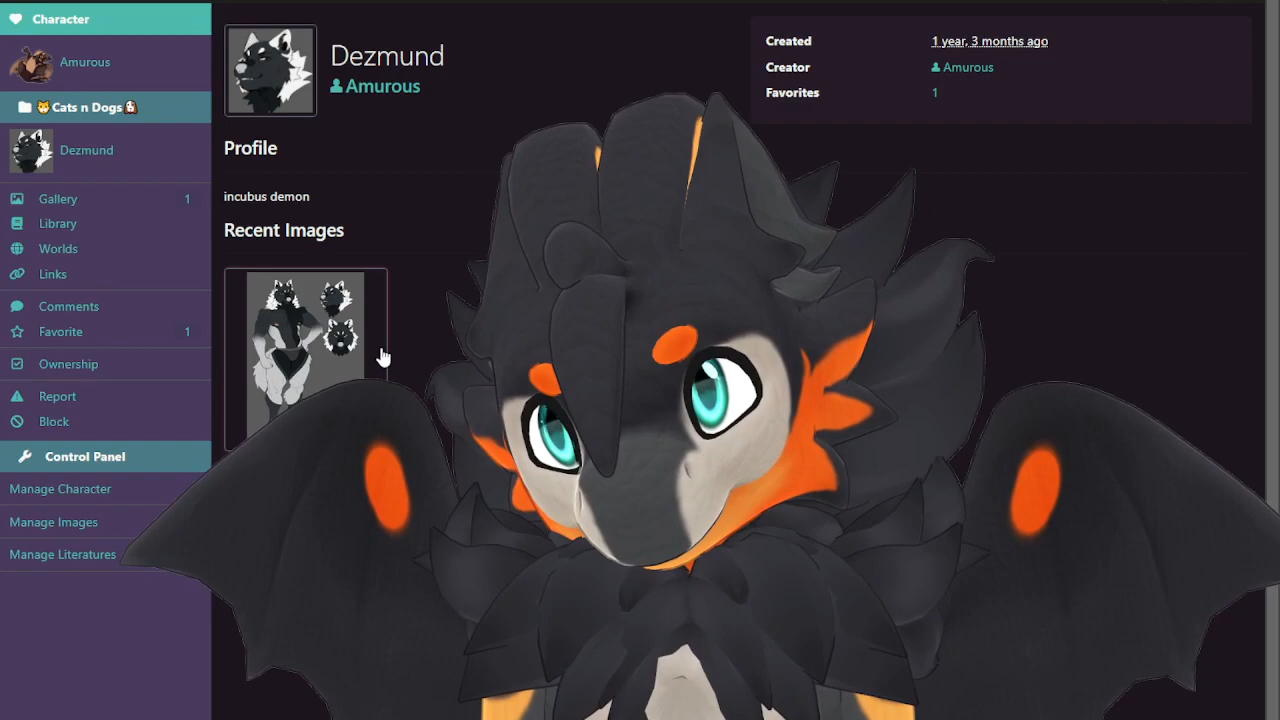 Character
Amurous
🐱Cats n Dogs🐶
Dezmund
Gallery 1
Library
Worlds
Links
Comments
Favorite 1
Ownership
Report
Block
Control Panel
Manage Character
Manage Images
Manage Literatures
Dezmund
Amurous
Profile
incubus demon
Recent Images
Created 1 year, 3 months ago
Creator Amurous
Favorites 1